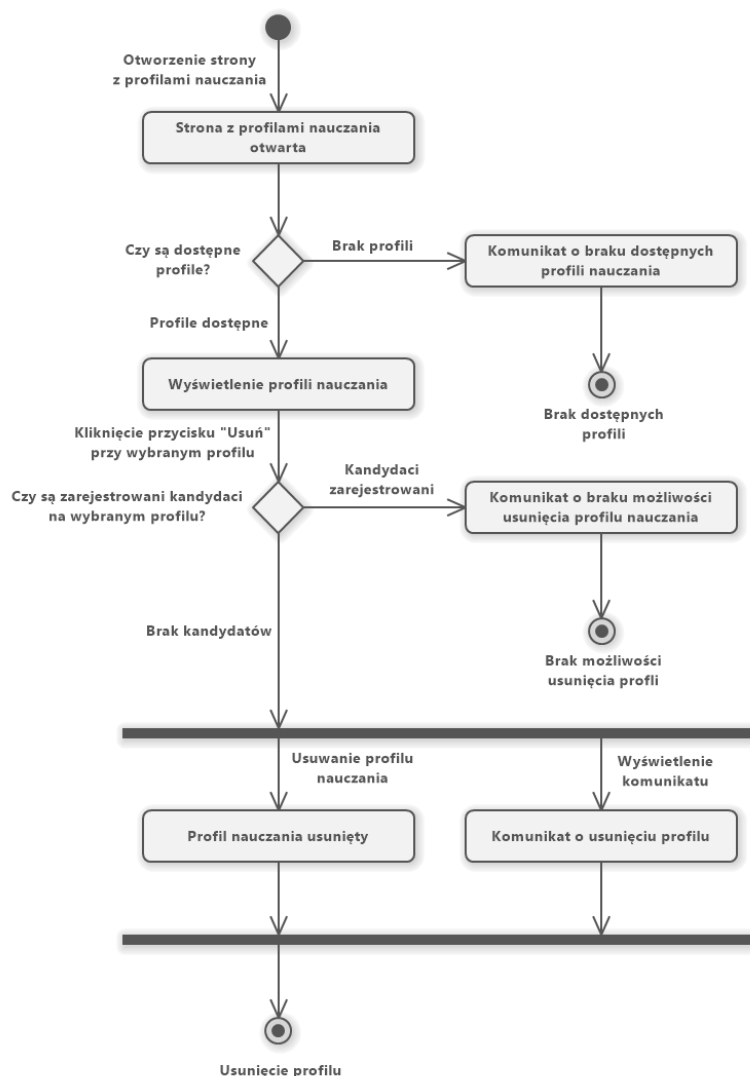 Otworzenie strony
z profilami nauczania
Strona z profilami nauczania
otwarta
Czy są dostępne
profile?
Brak profili
Komunikat o braku dostępnych
profili nauczania
Profile dostępne
Wyświetlenie profili nauczania
Brak dostępnych
profili
Kliknięcie przycisku "Usuń"
przy wybranym profilu
Czy są zarejestrowani kandydaci
na wybranym profilu?
Kandydaci
zarejestrowani
Komunikat o braku możliwości
usunięcia profilu nauczania
Brak kandydatów
Brak możliwości
usunięcia profli
Usuwanie profilu
nauczania
Wyświetlenie
komunikatu
Profil nauczania usunięty
Komunikat o usunięciu profilu
Usunięcie profilu